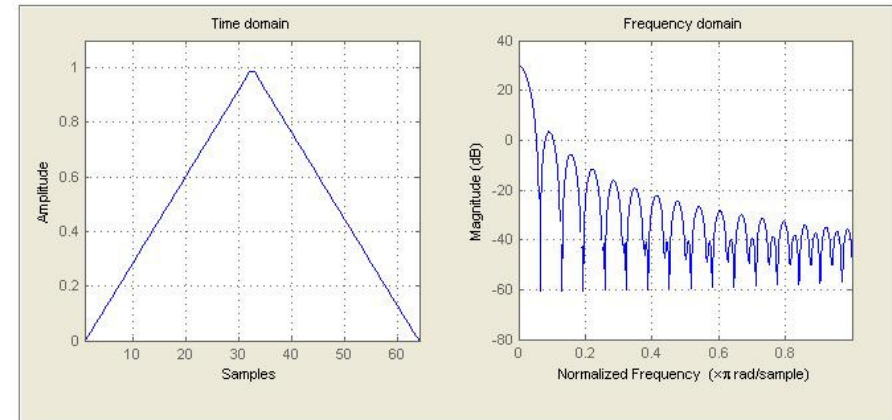 Time domain
Amplitude
1
0.8
0.6
0.4
0.2
0
10 20 30 40 50 60
Samples
Frequency domain
Magnitude (dB)
40
20
0
-20
-40
-60
-80
0 0.2 0.4 0.6 0.8
Normalized Frequency (×π rad/sample)